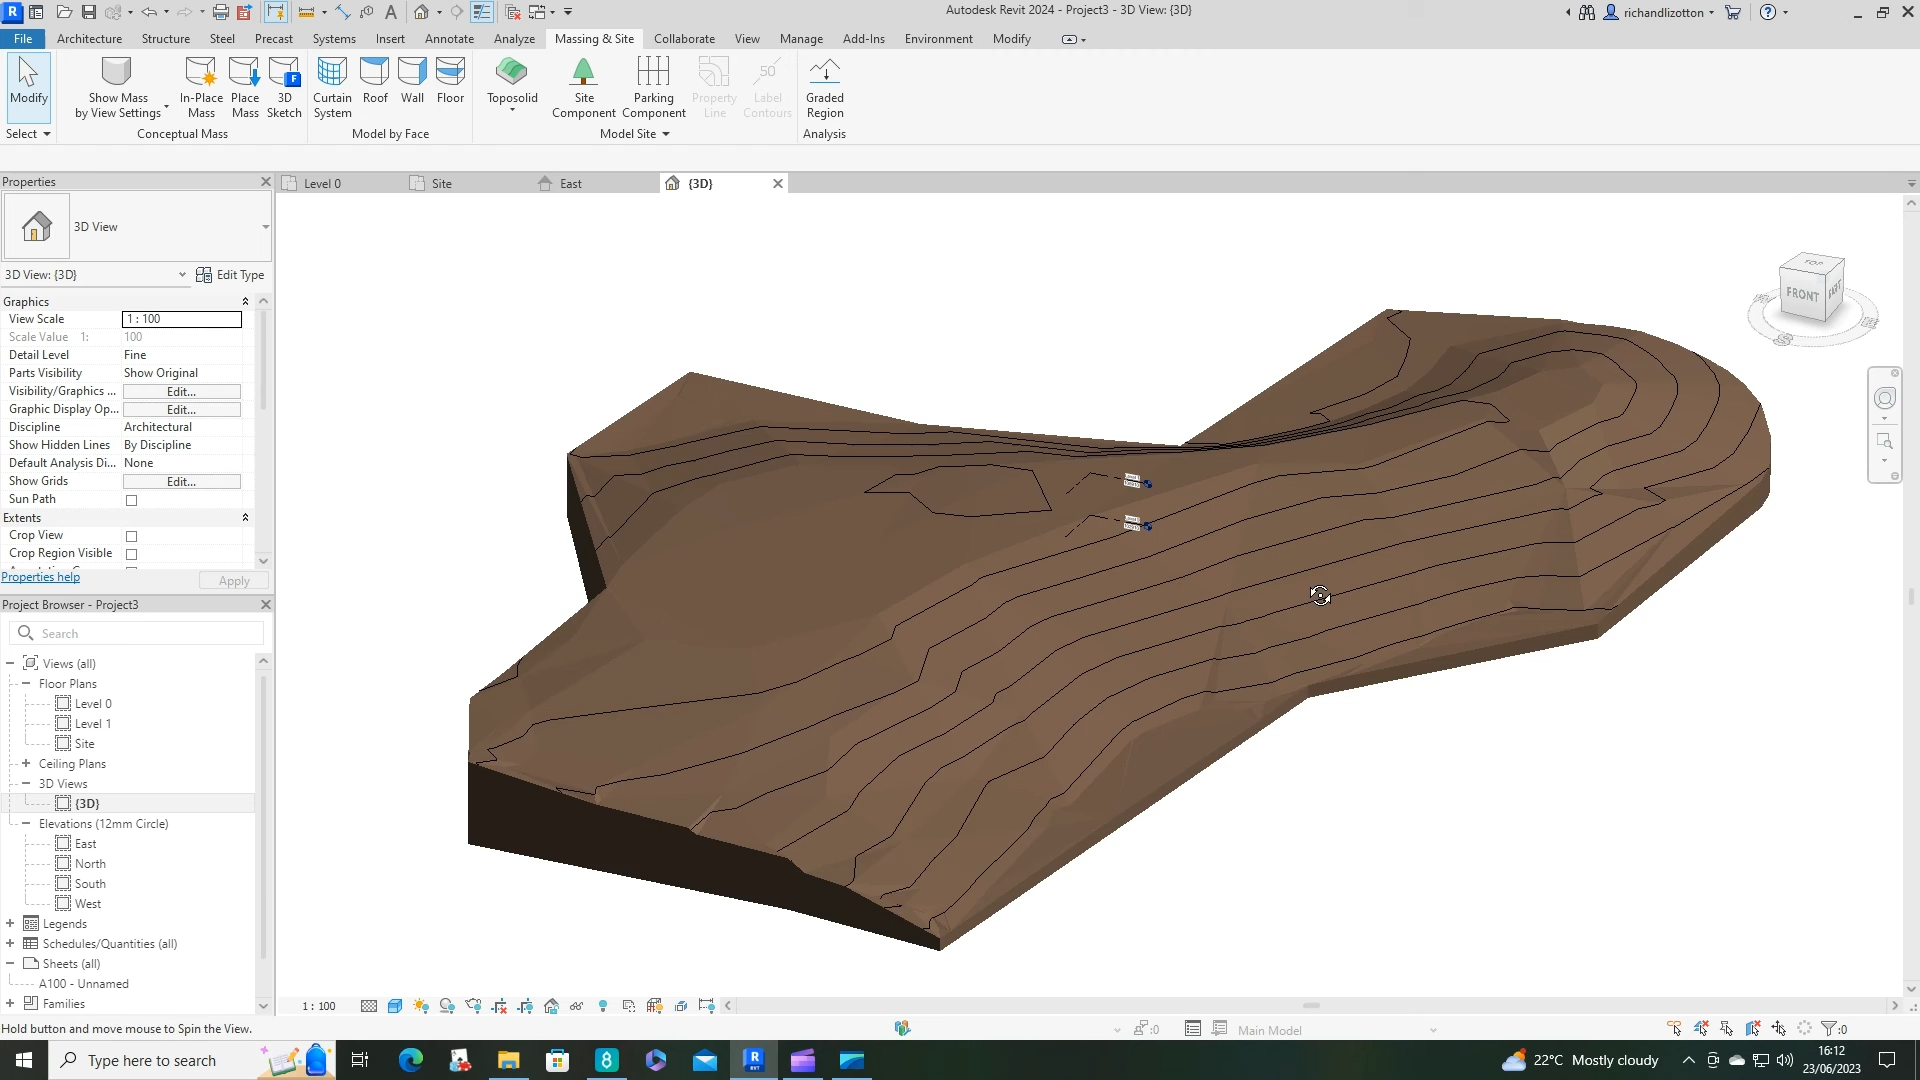 Autodesk Revit 2024 - Project3 - 3D View: {3D}
richandlizotton
File
Architecture
Structure
Steel
Precast
Systems
Insert
Annotate
Analyze
Massing & Site
Collaborate
View
Manage
Add-Ins
Environment
Modify
Modify
Show Mass
by View Settings
In-Place
Mass
Place
Mass
3D
Sketch
Curtain
System
Roof
Wall
Floor
Toposolid
Site
Component
Parking
Component
Property
Line
Label
Contours
Graded
Region
Select
Conceptual Mass
Model by Face
Model Site
Analysis
Properties
Level 0
Site
East
{3D}
3D View
3D View: {3D}
Edit Type
Graphics
View Scale
1 : 100
Scale Value 1:
100
Detail Level
Fine
Parts Visibility
Show Original
Visibility/Graphics ...
Edit...
Graphic Display Op...
Edit...
Discipline
Architectural
Show Hidden Lines
By Discipline
Default Analysis Di...
None
Show Grids
Edit...
Sun Path
Extents
Crop View
Crop Region Visible
Properties help
Apply
Project Browser - Project3
Search
Views (all)
Floor Plans
Level 0
Level 1
Site
Ceiling Plans
3D Views
{3D}
Elevations (12mm Circle)
East
North
South
West
Legends
Schedules/Quantities (all)
Sheets (all)
A100 - Unnamed
Families
TOP
FRONT
1 : 100
Hold button and move mouse to Spin the View.
:0
Main Model
:0
Type here to search
22°C Mostly cloudy
16:12
23/06/2023